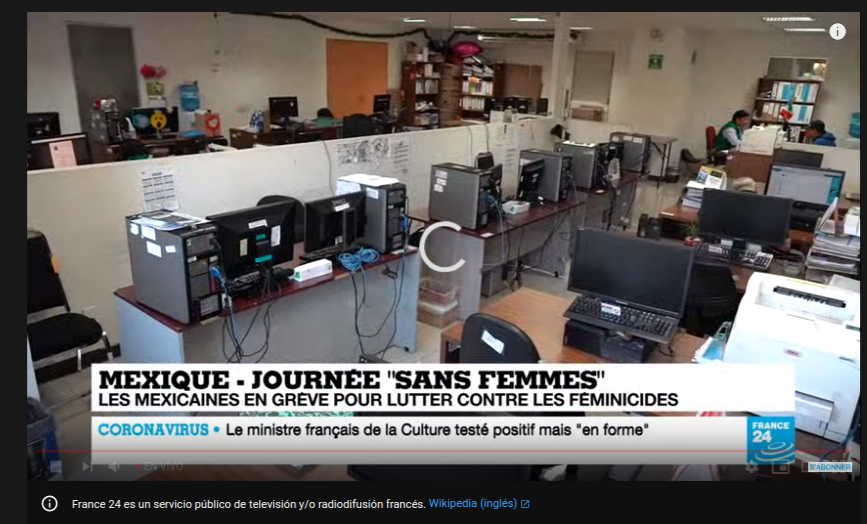 MEXIQUE - JOURNÉE "SANS FEMMES"
LES MEXICAINES EN GRÈVE POUR LUTTER CONTRE LES FÉMINICIDES
CORONAVIRUS • Le ministre français de la Culture testé positif mais "en forme"
FRANCE
24
EN VIVO
S'ABONNER
France 24 es un servicio público de televisión y/o radiodifusión francés. Wikipedia (inglés)